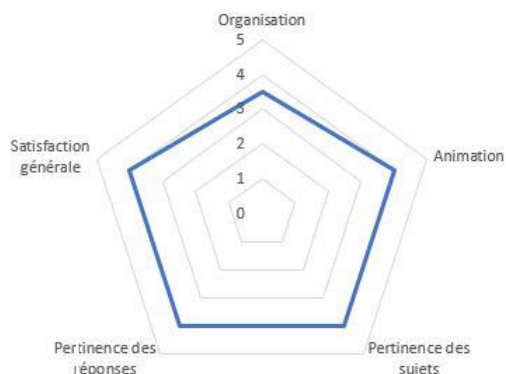 Organisation
5
4
3
2
1
0
Animation
Satisfaction
générale
Pertinence des
sujets
Pertinence des
réponses